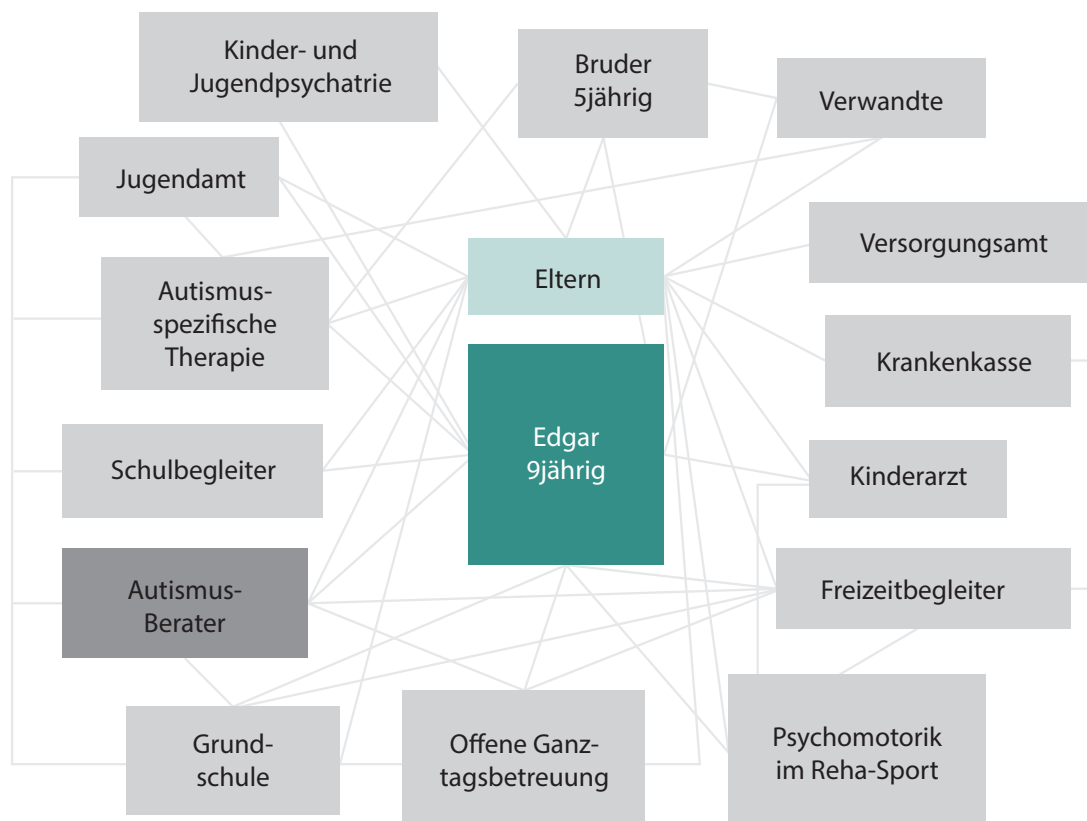 Kinder- und
Jugendpsychatrie
Bruder
5jährig
Verwandte
Jugendamt
Versorgungsamt
Eltern
Autismus-
spezifische
Therapie
Krankenkasse
Edgar
9jährig
Schulbegleiter
Kinderarzt
Autismus-
Berater
Freizeitbegleiter
Grund-
schule
Offene Ganz-
tagsbetreuung
Psychomotorik
im Reha-Sport